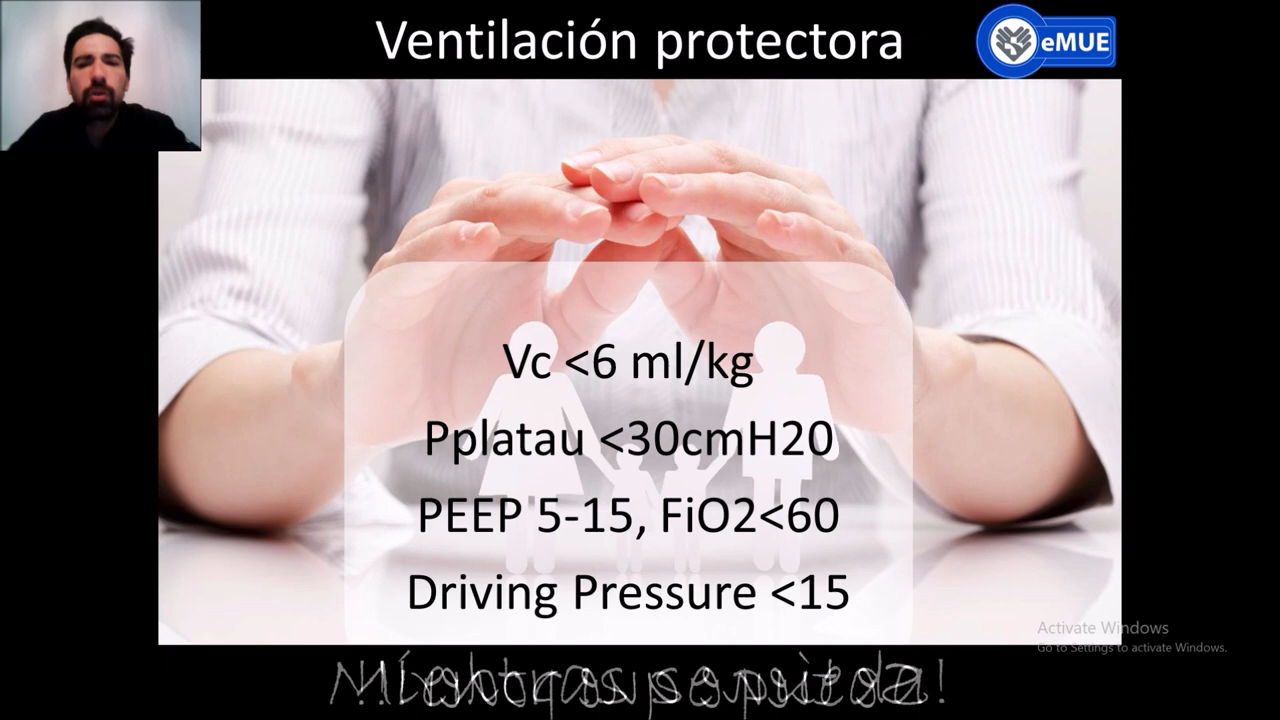 Ventilación protectora
eMUE
Vc <6 ml/kg
Pplatau <30cmH20
PEEP 5-15, FiO2<60
Driving Pressure <15
Activate Windows
Go to Settings to activate Windows.